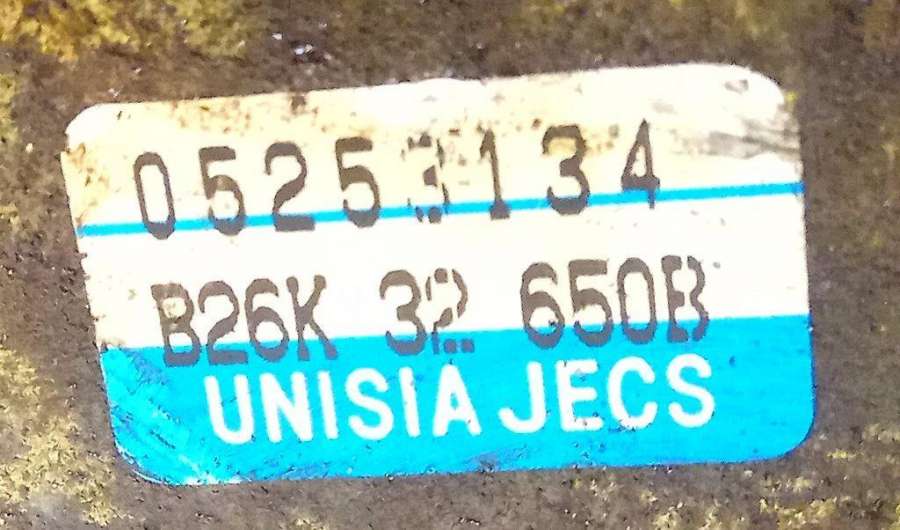 05253134
B26K 32 650B
UNISIA JECS